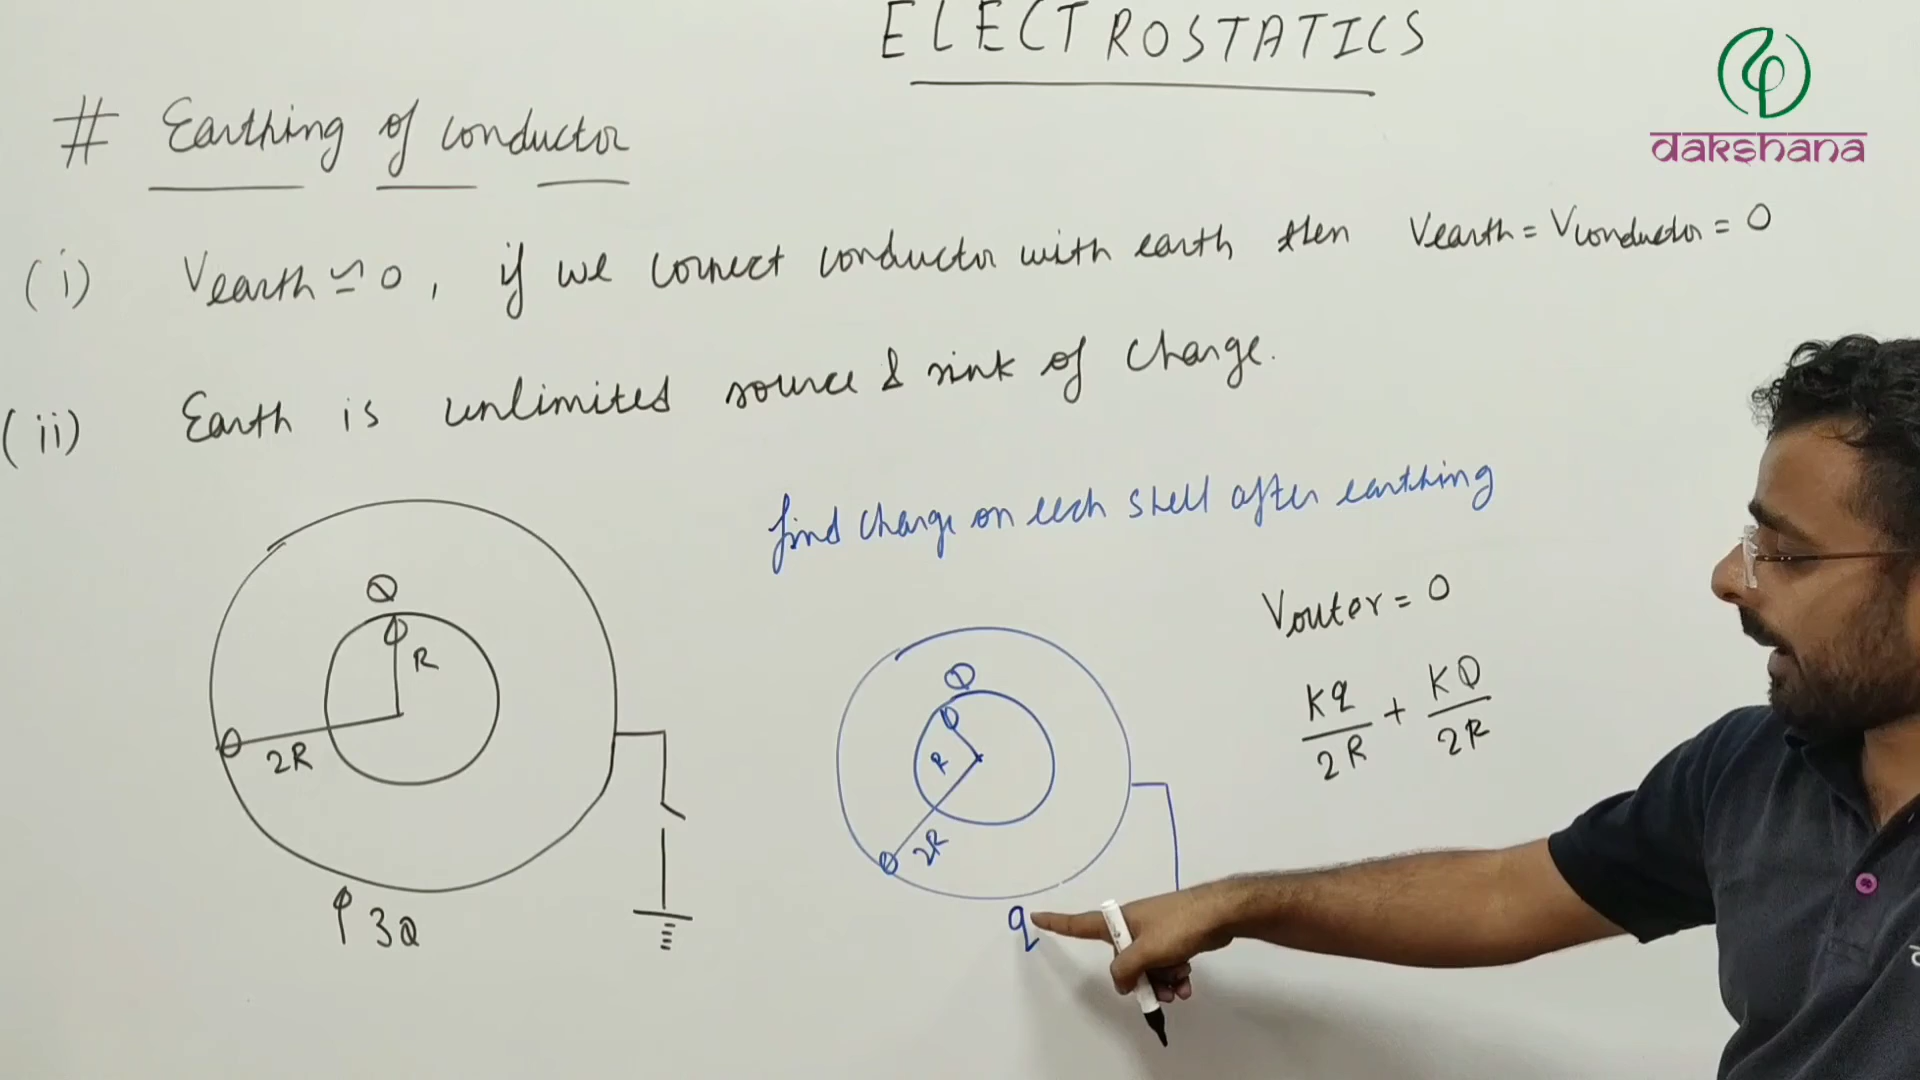 ELECTROSTATICS
dakshana
# Earthing of conductor
(i) Vearth ≃ 0, if we connect conductor with earth then Vearth = Vconductor = 0
(ii) Earth is unlimited source & sink of charge.
find charge on each shell after earthing
Q
R
2R
3Q
Q
R
2R
q
Vouter = 0
Kq/2R + KQ/2R